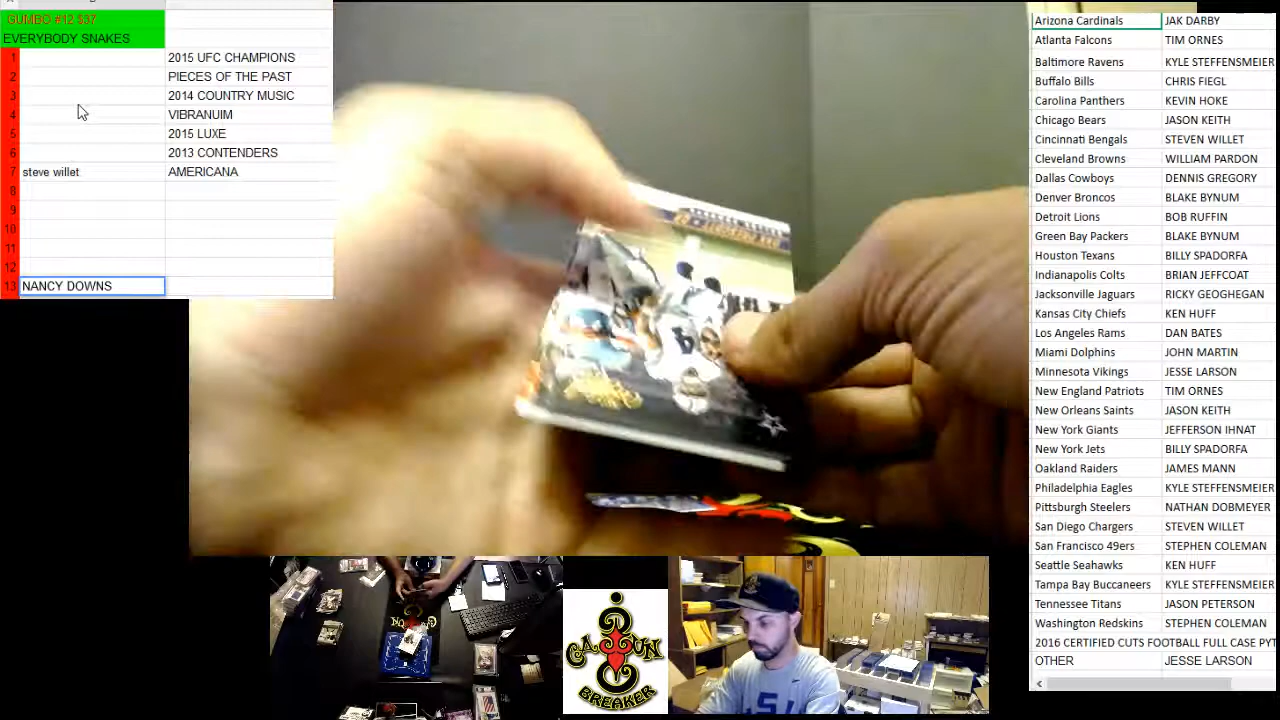 GUMBO #12 $37
EVERYBODY SNAKES
1 2015 UFC CHAMPIONS
2 PIECES OF THE PAST
3 2014 COUNTRY MUSIC
4 VIBRANUIM
5 2015 LUXE
6 2013 CONTENDERS
7 steve willet AMERICANA
8
9
10
11
12
13 NANCY DOWNS
Arizona Cardinals JAK DARBY
Atlanta Falcons TIM ORNES
Baltimore Ravens KYLE STEFFENSMEIER
Buffalo Bills CHRIS FIEGL
Carolina Panthers KEVIN HOKE
Chicago Bears JASON KEITH
Cincinnati Bengals STEVEN WILLET
Cleveland Browns WILLIAM PARDON
Dallas Cowboys DENNIS GREGORY
Denver Broncos BLAKE BYNUM
Detroit Lions BOB RUFFIN
Green Bay Packers BLAKE BYNUM
Houston Texans BILLY SPADORFA
Indianapolis Colts BRIAN JEFFCOAT
Jacksonville Jaguars RICKY GEOGHEGAN
Kansas City Chiefs KEN HUFF
Los Angeles Rams DAN BATES
Miami Dolphins JOHN MARTIN
Minnesota Vikings JESSE LARSON
New England Patriots TIM ORNES
New Orleans Saints JASON KEITH
New York Giants JEFFERSON IHNAT
New York Jets BILLY SPADORFA
Oakland Raiders JAMES MANN
Philadelphia Eagles KYLE STEFFENSMEIER
Pittsburgh Steelers NATHAN DOBMEYER
San Diego Chargers STEVEN WILLET
San Francisco 49ers STEPHEN COLEMAN
Seattle Seahawks KEN HUFF
Tampa Bay Buccaneers KYLE STEFFENSMEIER
Tennessee Titans JASON PETERSON
Washington Redskins STEPHEN COLEMAN
2016 CERTIFIED CUTS FOOTBALL FULL CASE PYT
OTHER JESSE LARSON
CAJUN
BREAKER